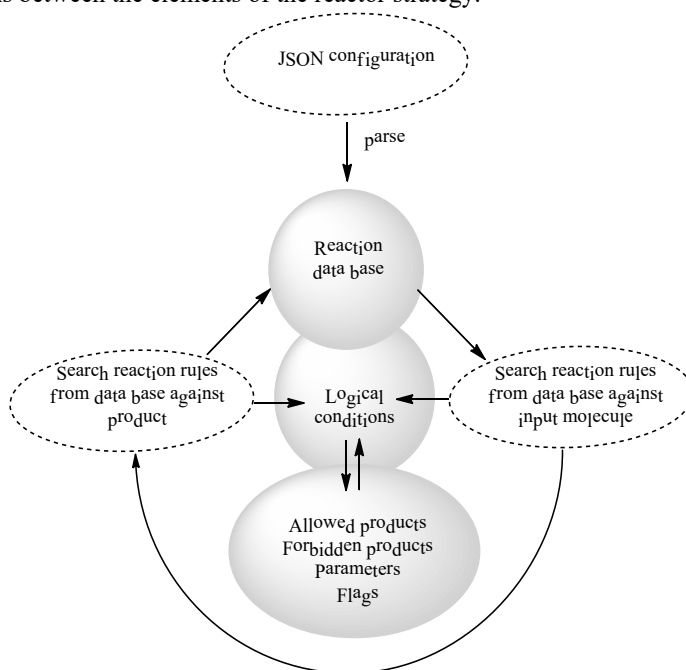 s between the elements of the reactor strategy.
JSON configuration
parse
Reaction
data base
Search reaction rules
from data base against
product
Logical
conditions
Search reaction rules
from data base against
input molecule
Allowed products
Forbidden products
Parameters
Flags